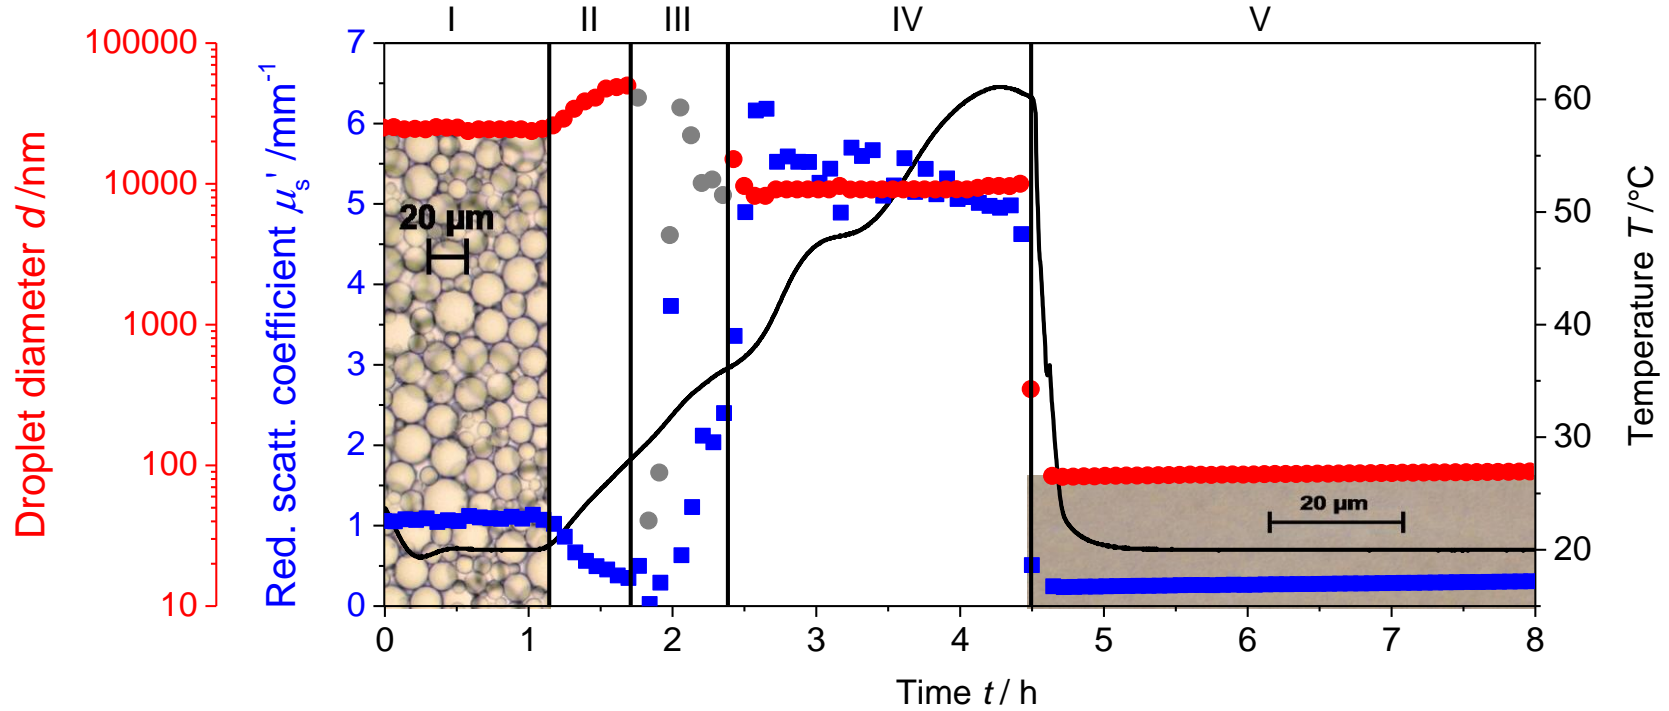 I II III IV V
Droplet diameter d /nm
100000
10000
1000
100
10
Red. scatt. coefficient μs' /mm-1
7
6
5
4
3
2
1
0
20 μm
20 μm
60
50
40
30
20
Temperature T /°C
0 1 2 3 4 5 6 7 8
Time t / h